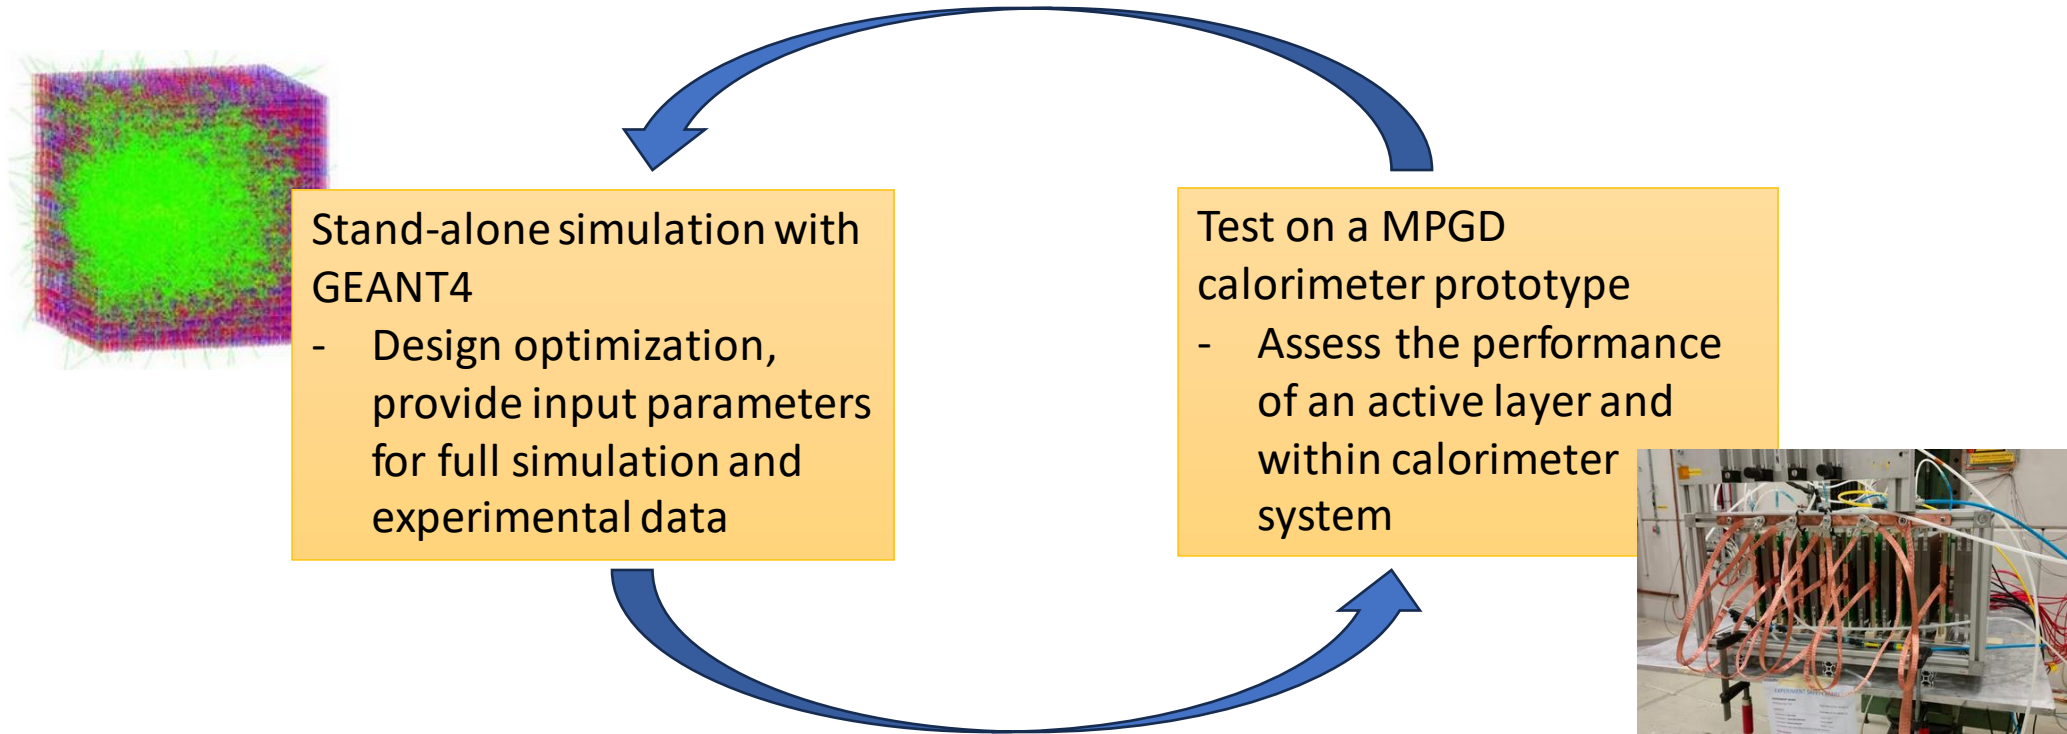 Stand-alone simulation with
GEANT4
- Design optimization,
provide input parameters
for full simulation and
experimental data
Test on a MPGD
calorimeter prototype
- Assess the performance
of an active layer and
within calorimeter
system